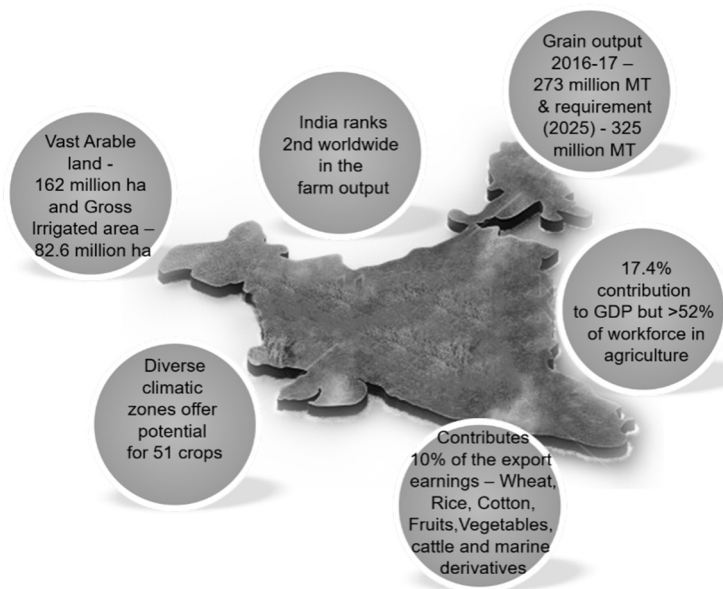 Grain output
2016-17 –
273 million MT
& requirement
(2025) - 325
million MT
India ranks
2nd worldwide
in the
farm output
Vast Arable
land -
162 million ha
and Gross
Irrigated area –
82.6 million ha
17.4%
contribution
to GDP but >52%
of workforce in
agriculture
Diverse
climatic
zones offer
potential
for 51 crops
Contributes
10% of the export
earnings – Wheat,
Rice, Cotton,
Fruits,Vegetables,
cattle and marine
derivatives